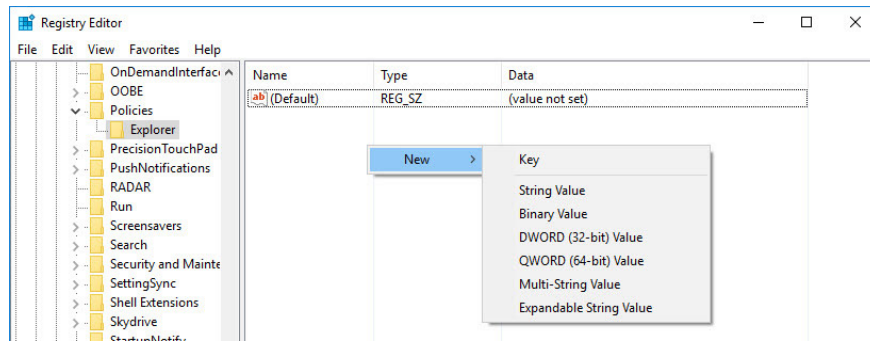 Registry Editor
File Edit View Favorites Help
OnDemandInterfac
OOBE
Policies
Explorer
PrecisionTouchPad
PushNotifications
RADAR
Run
Screensavers
Search
Security and Mainte
SettingSync
Shell Extensions
Skydrive
StartupNotify
Name Type Data
ab (Default) REG_SZ (value not set)
New
Key
String Value
Binary Value
DWORD (32-bit) Value
QWORD (64-bit) Value
Multi-String Value
Expandable String Value